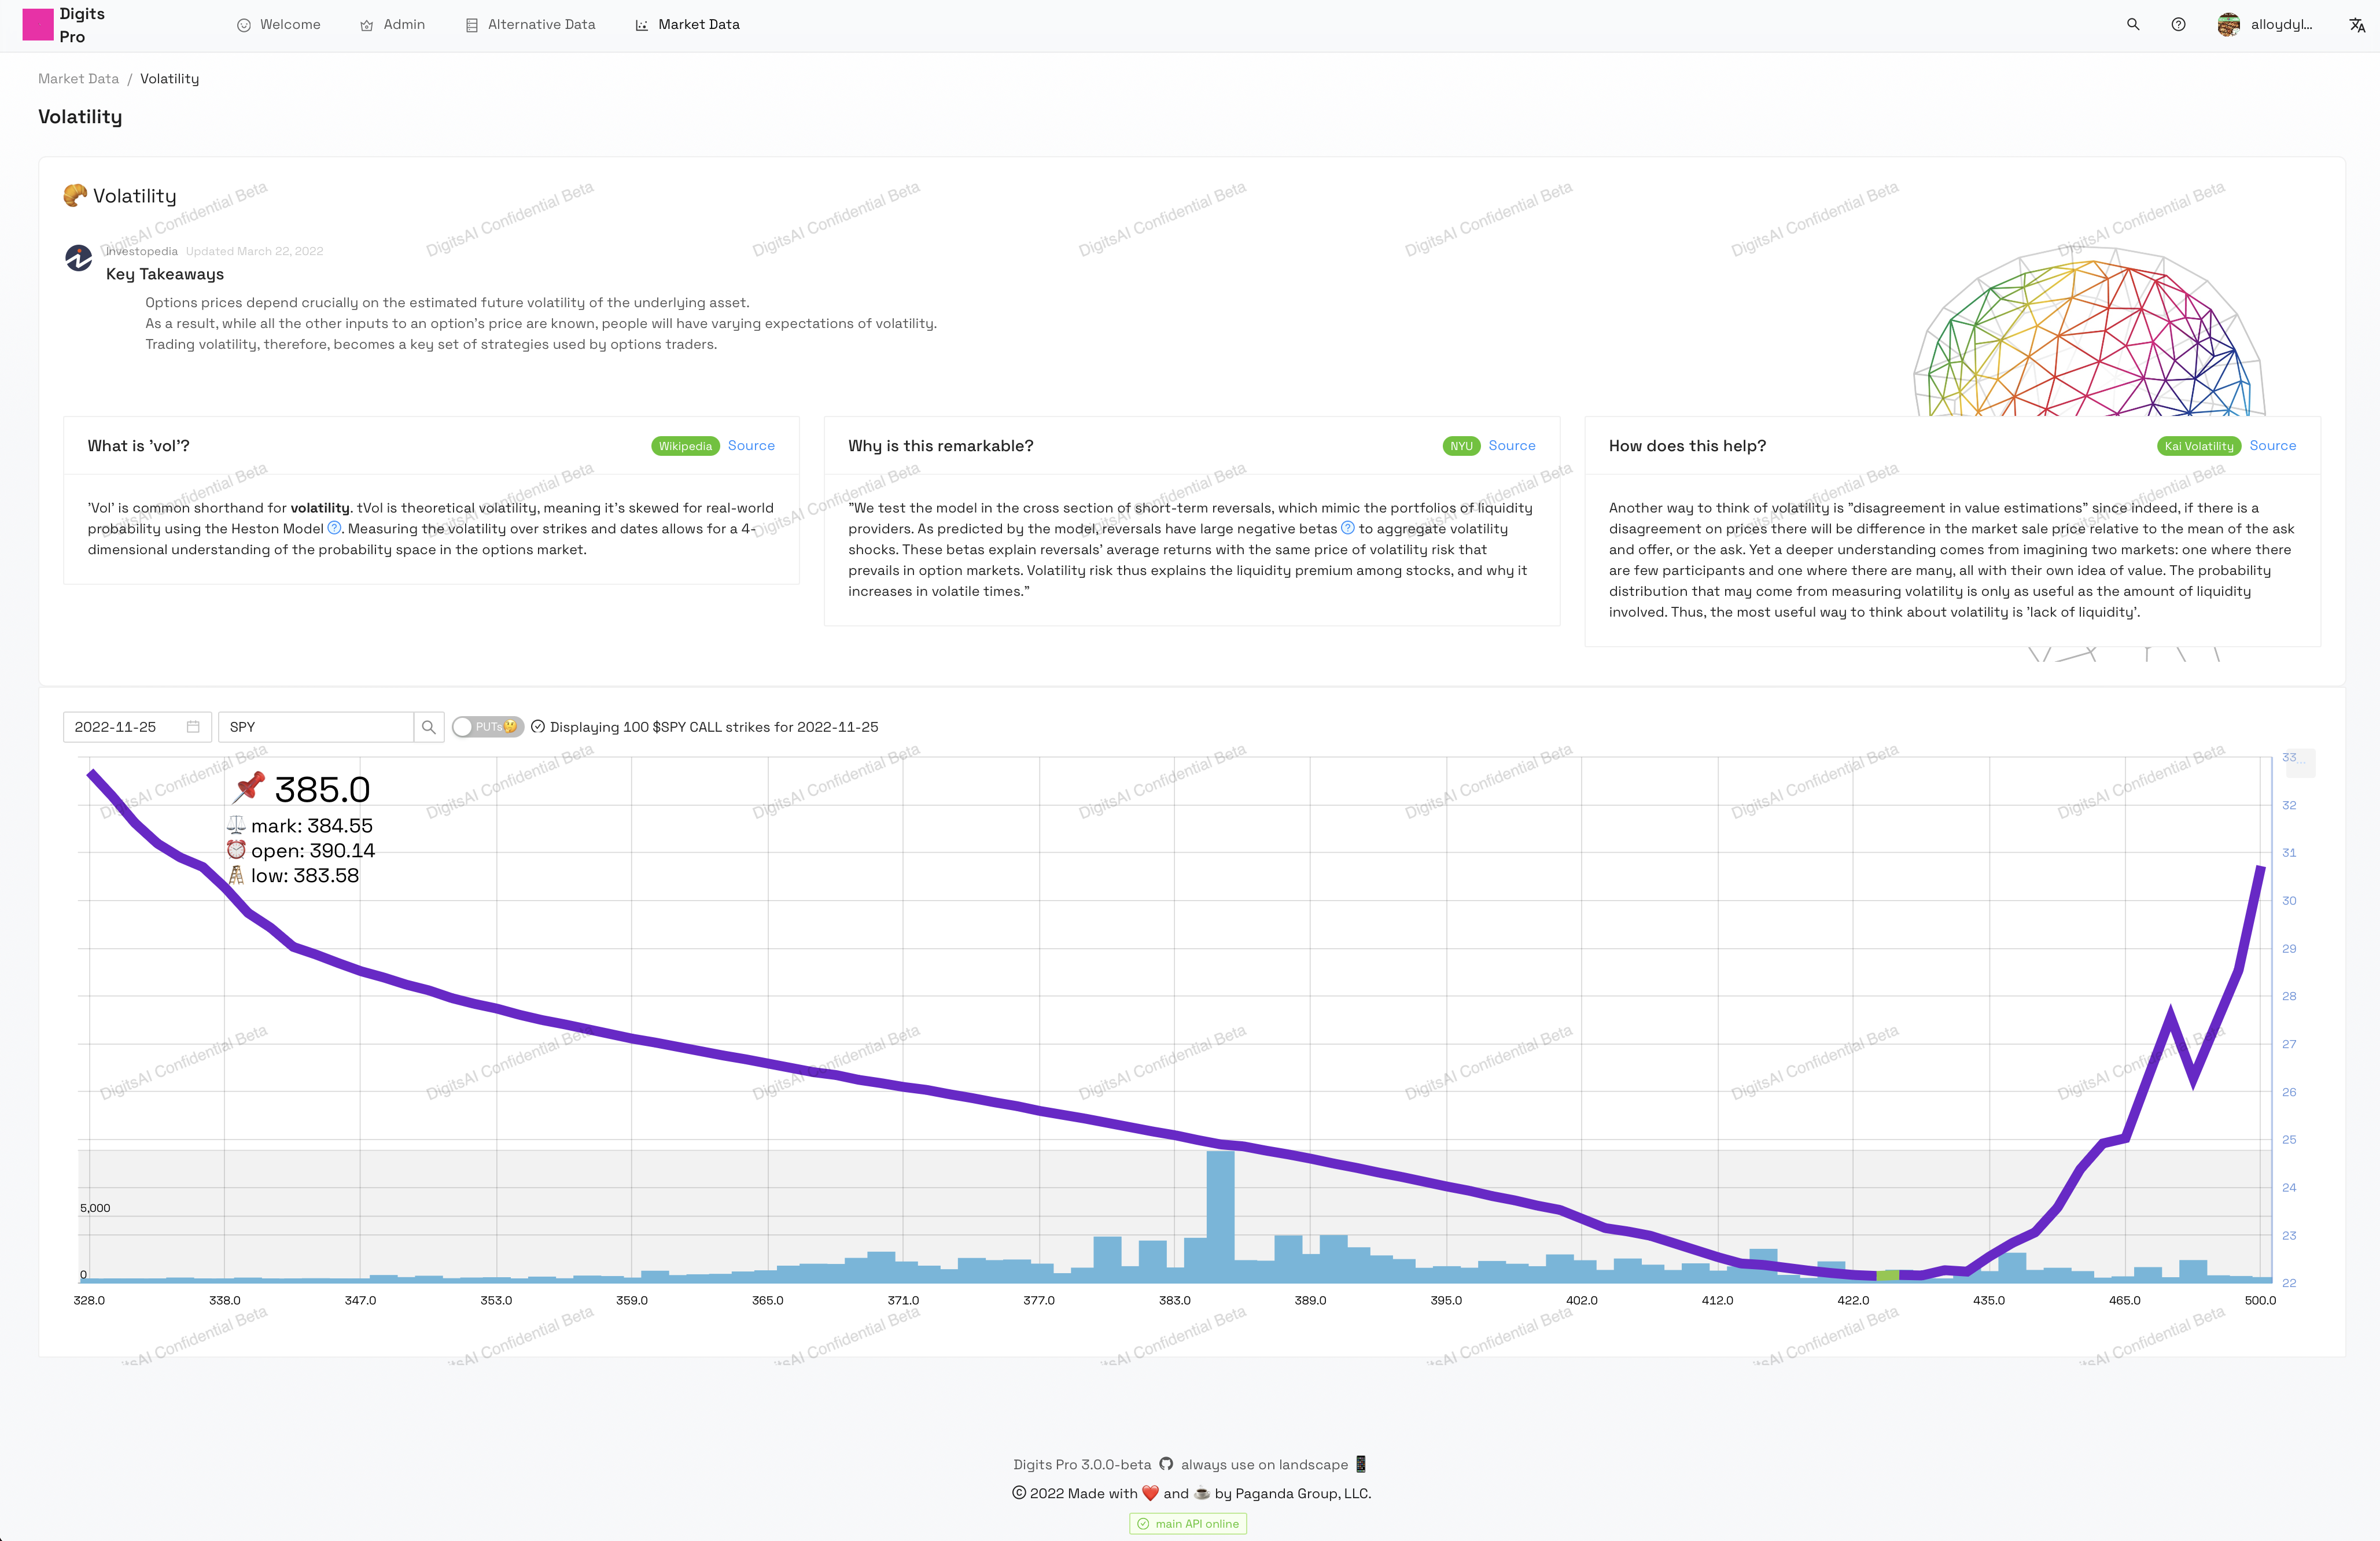 Digits
Pro
Welcome
Admin
Alternative Data
Market Data
alloydyl...
Market Data / Volatility
Volatility
🥐 Volatility
Investopedia Updated March 22, 2022
Key Takeaways
Options prices depend crucially on the estimated future volatility of the underlying asset.
As a result, while all the other inputs to an option's price are known, people will have varying expectations of volatility.
Trading volatility, therefore, becomes a key set of strategies used by options traders.
What is 'vol'?
Wikipedia Source
'Vol' is common shorthand for volatility. tVol is theoretical volatility, meaning it's skewed for real-world
probability using the Heston Model. Measuring the volatility over strikes and dates allows for a 4-
dimensional understanding of the probability space in the options market.
Why is this remarkable?
NYU Source
"We test the model in the cross section of short-term reversals, which mimic the portfolios of liquidity
providers. As predicted by the model, reversals have large negative betas to aggregate volatility
shocks. These betas explain reversals' average returns with the same price of volatility risk that
prevails in option markets. Volatility risk thus explains the liquidity premium among stocks, and why it
increases in volatile times."
How does this help?
Kai Volatility Source
Another way to think of volatility is "disagreement in value estimations" since indeed, if there is a
disagreement on prices there will be difference in the market sale price relative to the mean of the ask
and offer, or the ask. Yet a deeper understanding comes from imagining two markets: one where there
are few participants and one where there are many, all with their own idea of value. The probability
distribution that may come from measuring volatility is only as useful as the amount of liquidity
involved. Thus, the most useful way to think about volatility is 'lack of liquidity'.
2022-11-25
SPY
PUTs🤔
Displaying 100 $SPY CALL strikes for 2022-11-25
📌 385.0
⚖️ mark: 384.55
⏰ open: 390.14
🪜 low: 383.58
33
32
31
30
29
28
27
26
25
24
23
22
5,000
0
328.0 338.0 347.0 353.0 359.0 365.0 371.0 377.0 383.0 389.0 395.0 402.0 412.0 422.0 435.0 465.0 500.0
DigitsAI Confidential Beta
Digits Pro 3.0.0-beta always use on landscape 📱
© 2022 Made with ❤️ and ☕ by Paganda Group, LLC.
main API online